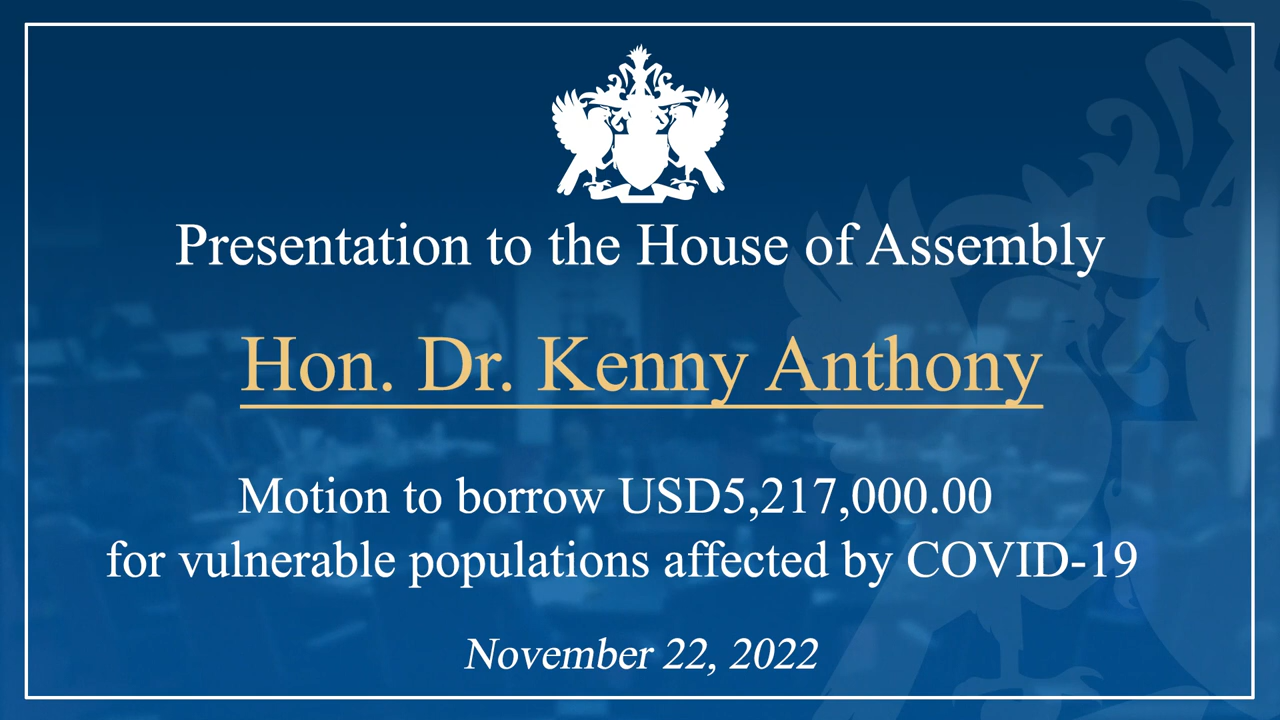 Presentation to the House of Assembly
Hon. Dr. Kenny Anthony
Motion to borrow USD5,217,000.00
for vulnerable populations affected by COVID-19
November 22, 2022